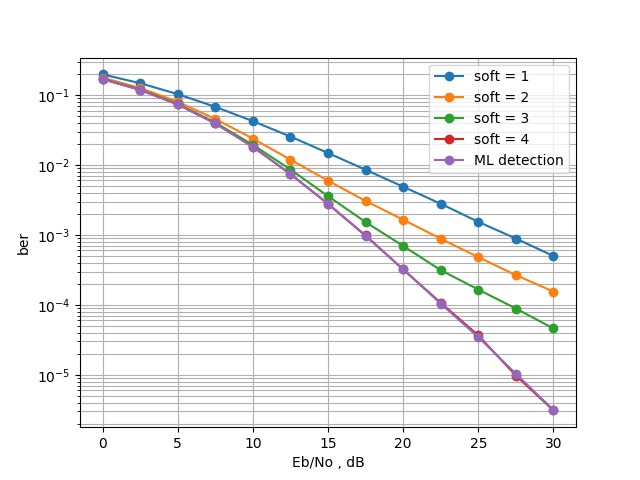 soft = 1
soft = 2
soft = 3
soft = 4
ML detection
10⁻¹
10⁻²
10⁻³
10⁻⁴
10⁻⁵
ber
0 5 10 15 20 25 30
Eb/No , dB